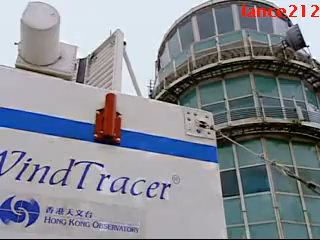 lance212
WindTracer®
香港天文台
HONG KONG OBSERVATORY